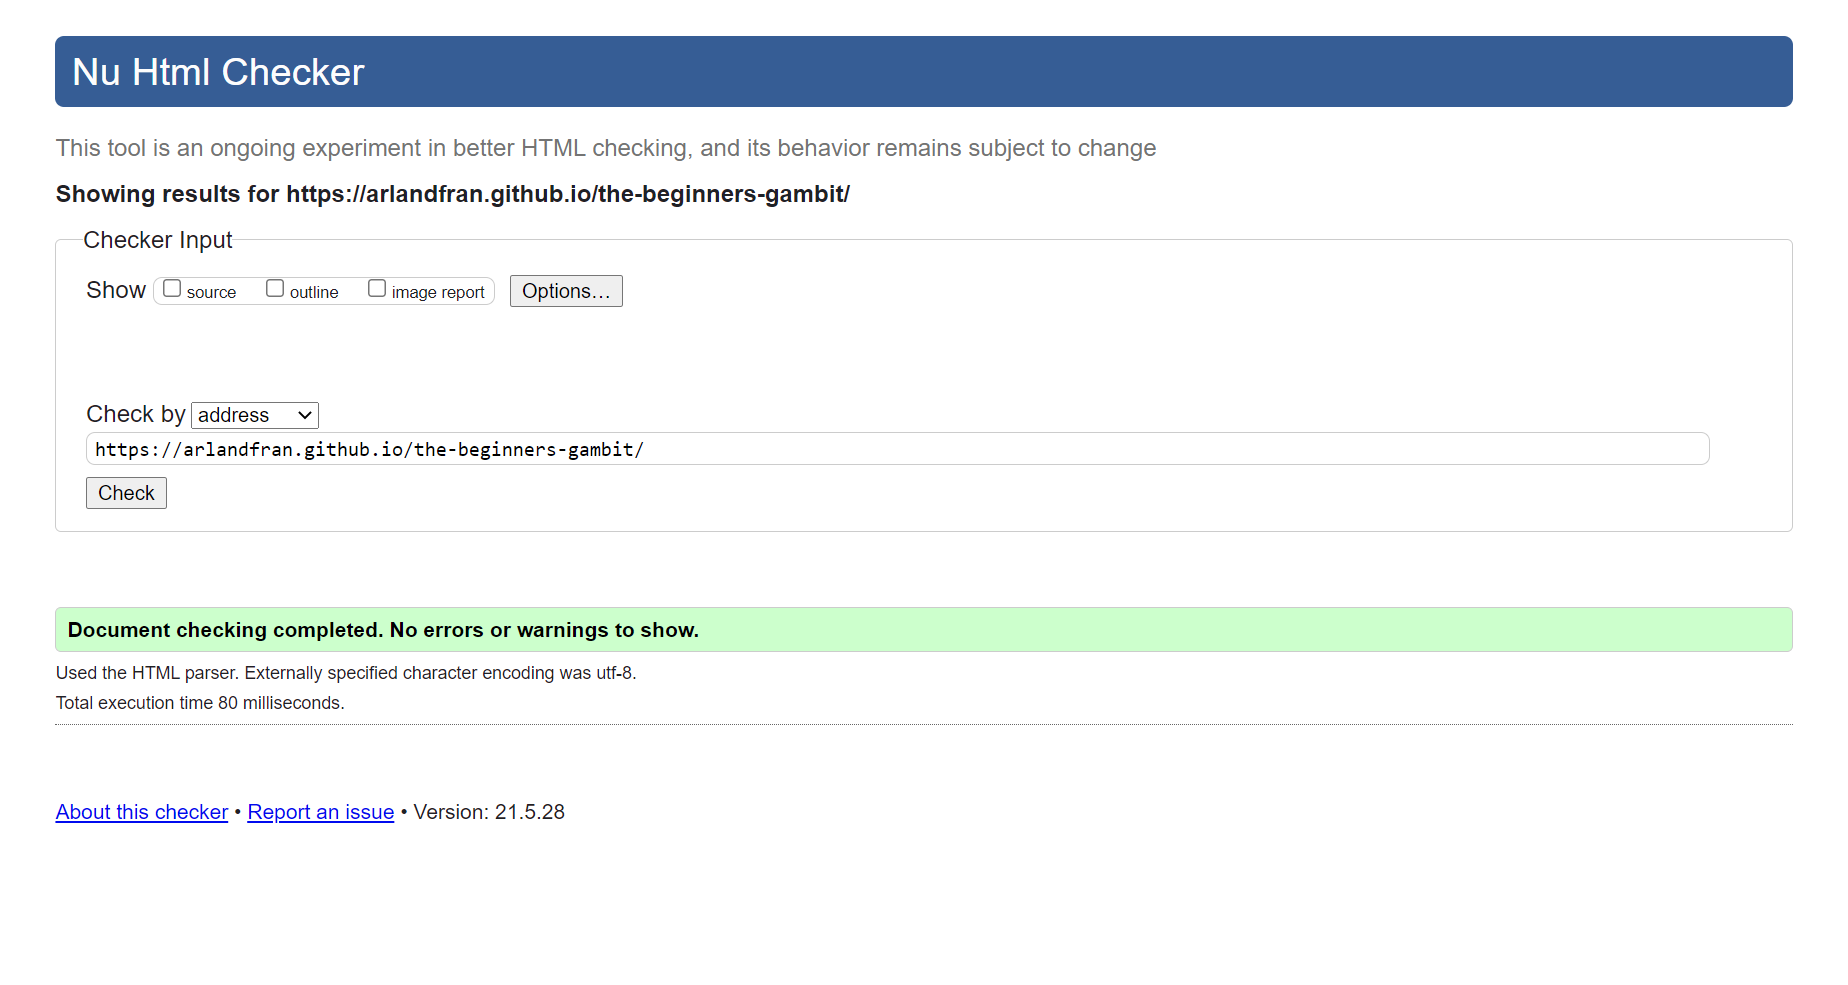 Nu Html Checker
This tool is an ongoing experiment in better HTML checking, and its behavior remains subject to change
Showing results for https://arlandfran.github.io/the-beginners-gambit/
Checker Input
Show source outline image report Options...
Check by address
https://arlandfran.github.io/the-beginners-gambit/
Check
Document checking completed. No errors or warnings to show.
Used the HTML parser. Externally specified character encoding was utf-8.
Total execution time 80 milliseconds.
About this checker • Report an issue • Version: 21.5.28